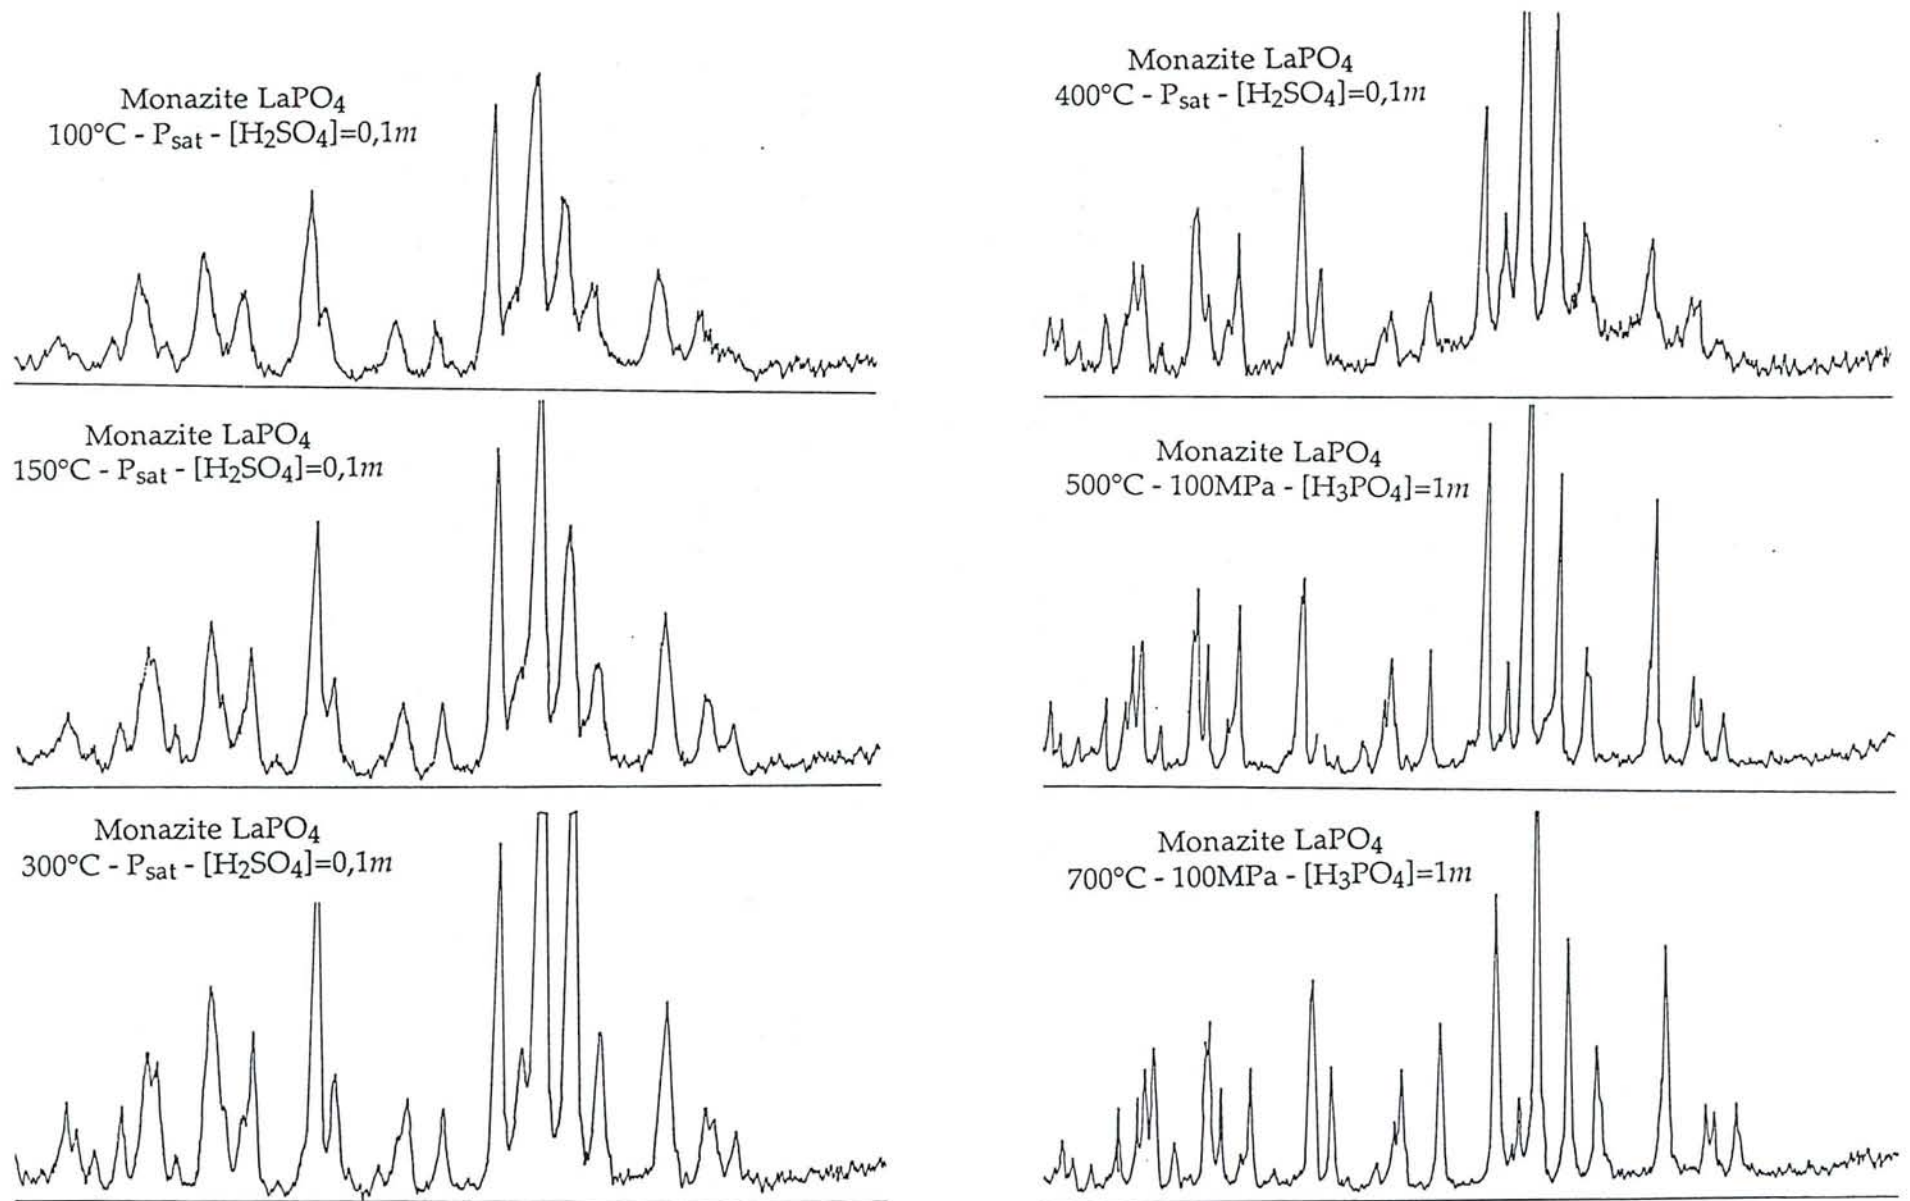 Monazite LaPO₄
100°C - Psat - [H₂SO₄]=0,1m
Monazite LaPO₄
150°C - Psat - [H₂SO₄]=0,1m
Monazite LaPO₄
300°C - Psat - [H₂SO₄]=0,1m
Monazite LaPO₄
400°C - Psat - [H₂SO₄]=0,1m
Monazite LaPO₄
500°C - 100MPa - [H₃PO₄]=1m
Monazite LaPO₄
700°C - 100MPa - [H₃PO₄]=1m